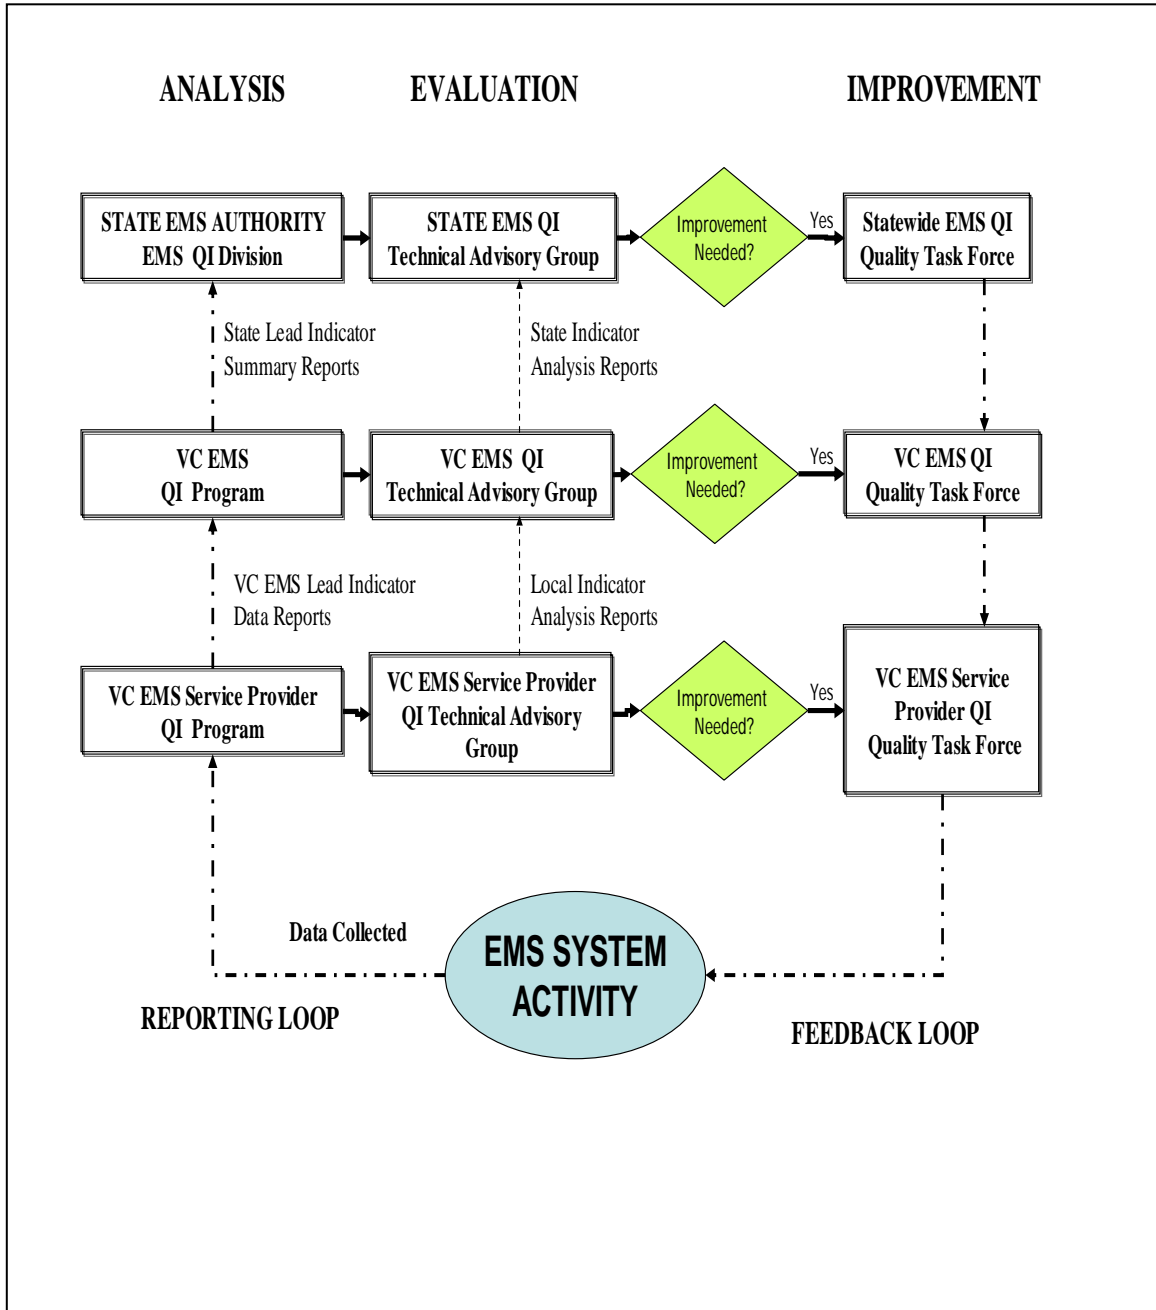 ANALYSIS
EVALUATION
IMPROVEMENT
STATE EMS AUTHORITY
EMS QI Division
STATE EMS QI
Technical Advisory Group
Improvement
Needed?
Yes
Statewide EMS QI
Quality Task Force
State Lead Indicator
Summary Reports
State Indicator
Analysis Reports
VC EMS
QI Program
VC EMS QI
Technical Advisory Group
Improvement
Needed?
Yes
VC EMS QI
Quality Task Force
VC EMS Lead Indicator
Data Reports
Local Indicator
Analysis Reports
VC EMS Service Provider
QI Program
VC EMS Service Provider
QI Technical Advisory
Group
Improvement
Needed?
Yes
VC EMS Service
Provider QI
Quality Task Force
Data Collected
EMS SYSTEM
ACTIVITY
REPORTING LOOP
FEEDBACK LOOP